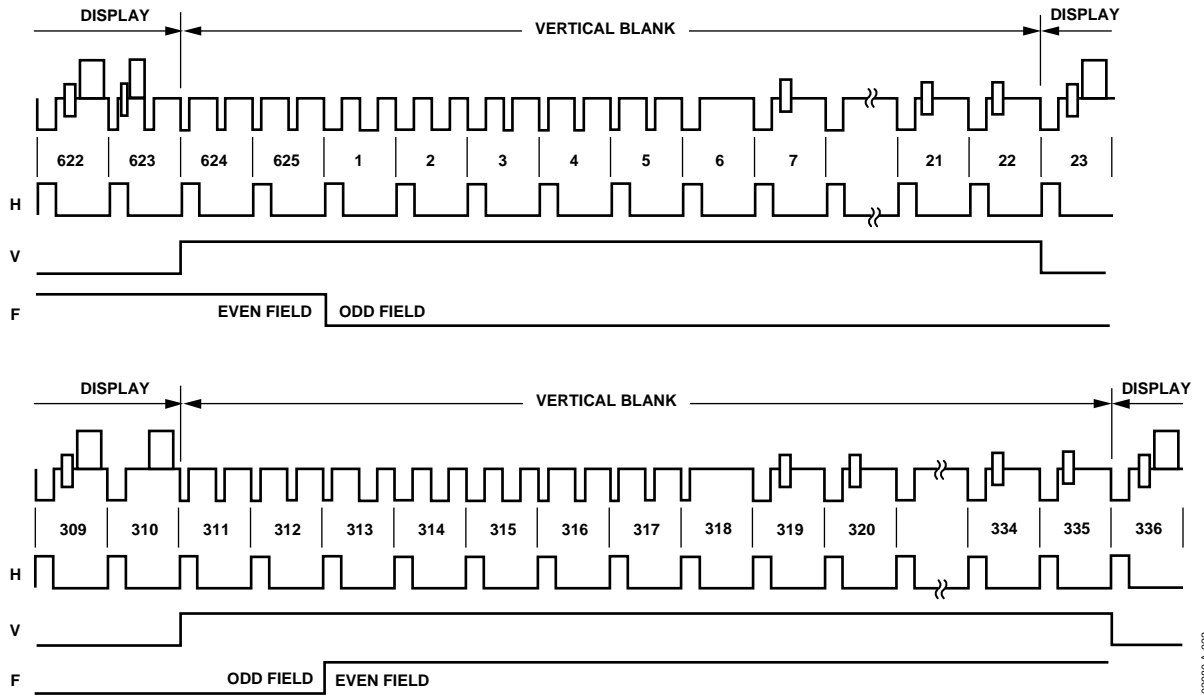 DISPLAY VERTICAL BLANK DISPLAY
622 623 624 625 1 2 3 4 5 6 7 21 22 23
H
V
EVEN FIELD ODD FIELD
F
DISPLAY VERTICAL BLANK DISPLAY
309 310 311 312 313 314 315 316 317 318 319 320 334 335 336
H
V
ODD FIELD EVEN FIELD
F